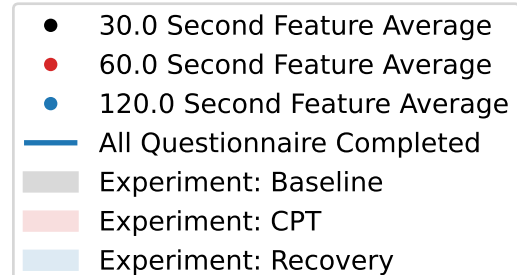 30.0 Second Feature Average
60.0 Second Feature Average
120.0 Second Feature Average
All Questionnaire Completed
Experiment: Baseline
Experiment: CPT
Experiment: Recovery